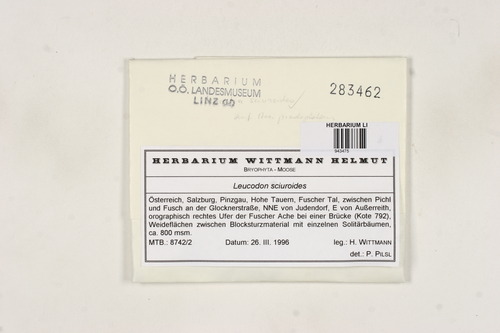 HERBARIUM
O.Ö. LANDESMUSEUM
LINZ
283462
HERBARIUM LI
943475
HERBARIUM WITTMANN HELMUT
BRYOPHYTA - MOOSE
Leucodon sciuroides
Österreich, Salzburg, Pinzgau, Hohe Tauern, Fuscher Tal, zwischen Pichl
und Fusch an der Glocknerstraße, NNE von Judendorf, E von Außerreith,
orographisch rechtes Ufer der Fuscher Ache bei einer Brücke (Kote 792),
Weideflächen zwischen Blocksturzmaterial mit einzelnen Solitärbäumen,
ca. 800 msm.
MTB.: 8742/2 Datum: 26. III. 1996 leg.: H. WITTMANN
det.: P. PILSL